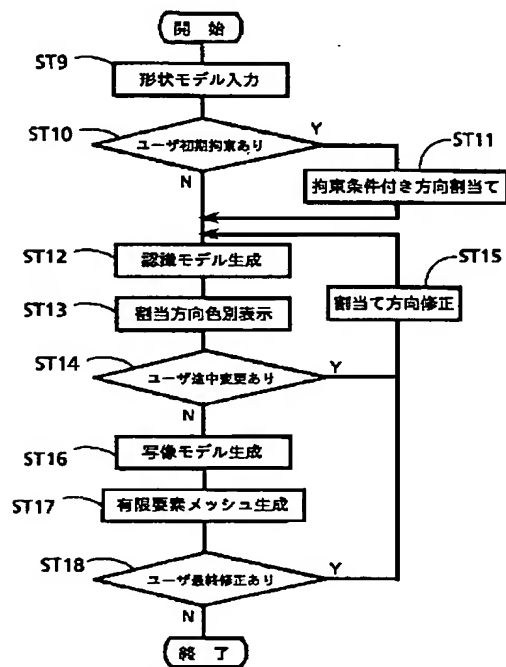 開 始
ST9
形状モデル入力
ST10
ユーザ初期拘束あり
Y
N
ST11
拘束条件付き方向割当て
ST12
認識モデル生成
ST15
割当て方向修正
ST13
割当方向色別表示
ST14
ユーザ途中変更あり
Y
N
ST16
写像モデル生成
ST17
有限要素メッシュ生成
ST18
ユーザ最終修正あり
Y
N
終 了